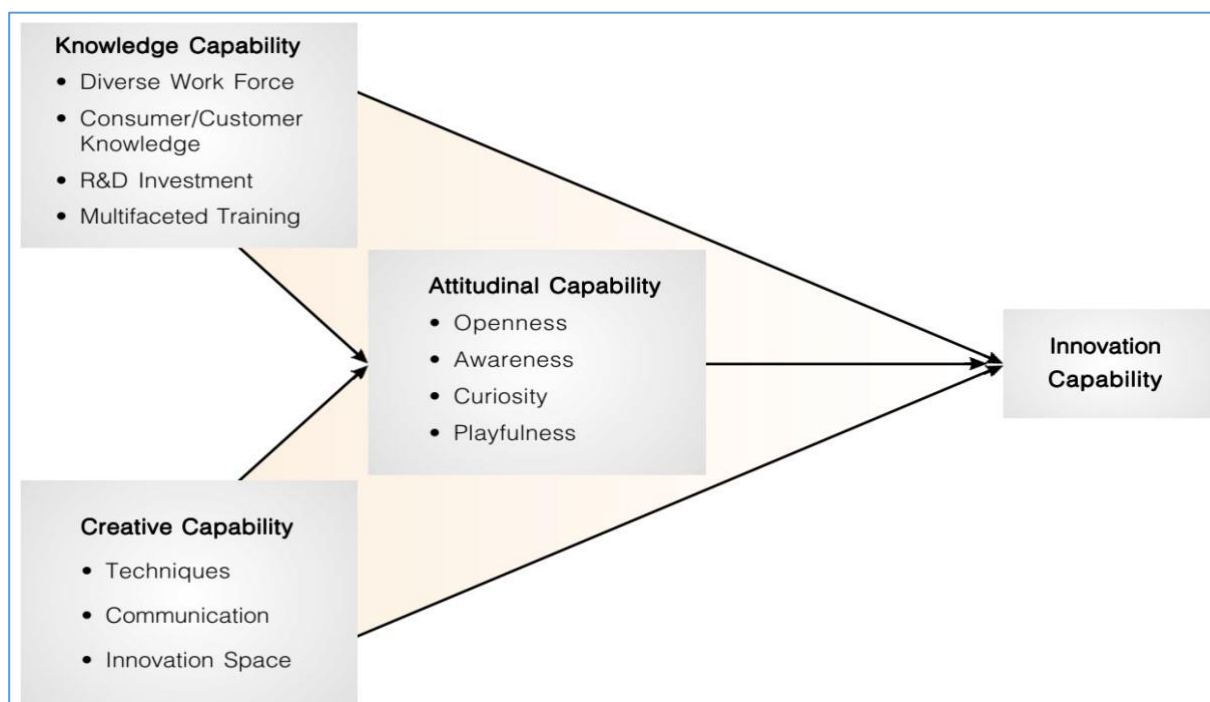 Knowledge Capability
• Diverse Work Force
• Consumer/Customer
Knowledge
• R&D Investment
• Multifaceted Training
Attitudinal Capability
• Openness
• Awareness
• Curiosity
• Playfulness
Innovation
Capability
Creative Capability
• Techniques
• Communication
• Innovation Space